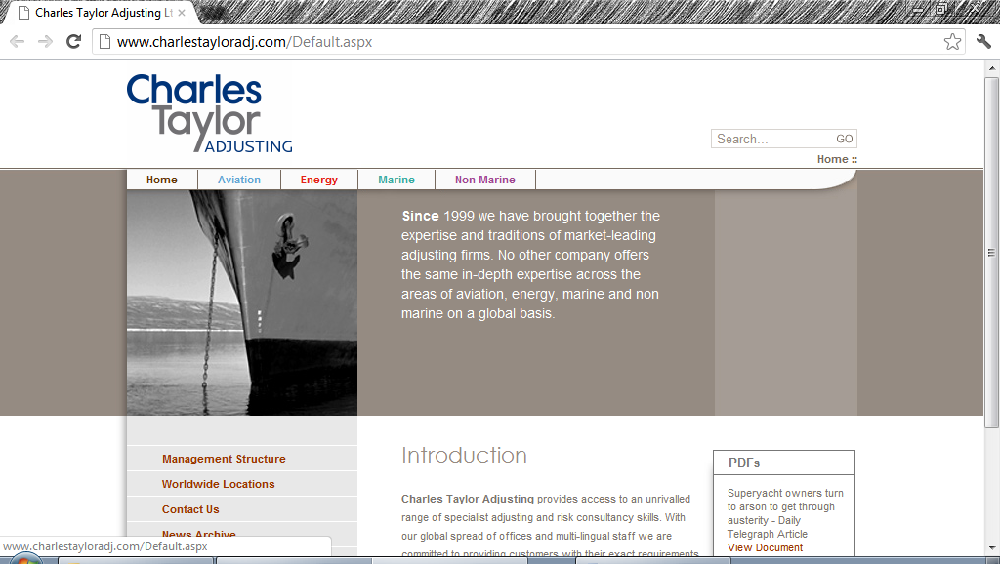 Charles Taylor Adjusting Lt
www.charlestayloradj.com/Default.aspx
Charles
Taylor
ADJUSTING
Search...
GO
Home ::
Home
Aviation
Energy
Marine
Non Marine
Since 1999 we have brought together the
expertise and traditions of market-leading
adjusting firms. No other company offers
the same in-depth expertise across the
areas of aviation, energy, marine and non
marine on a global basis.
Management Structure
Worldwide Locations
Contact Us
News Archive
Introduction
Charles Taylor Adjusting provides access to an unrivalled
range of specialist adjusting and risk consultancy skills. With
our global spread of offices and multi-lingual staff we are
committed to providing customers with their exact requirements
PDFs
Superyacht owners turn
to arson to get through
austerity - Daily
Telegraph Article
View Document
www.charlestayloradj.com/Default.aspx